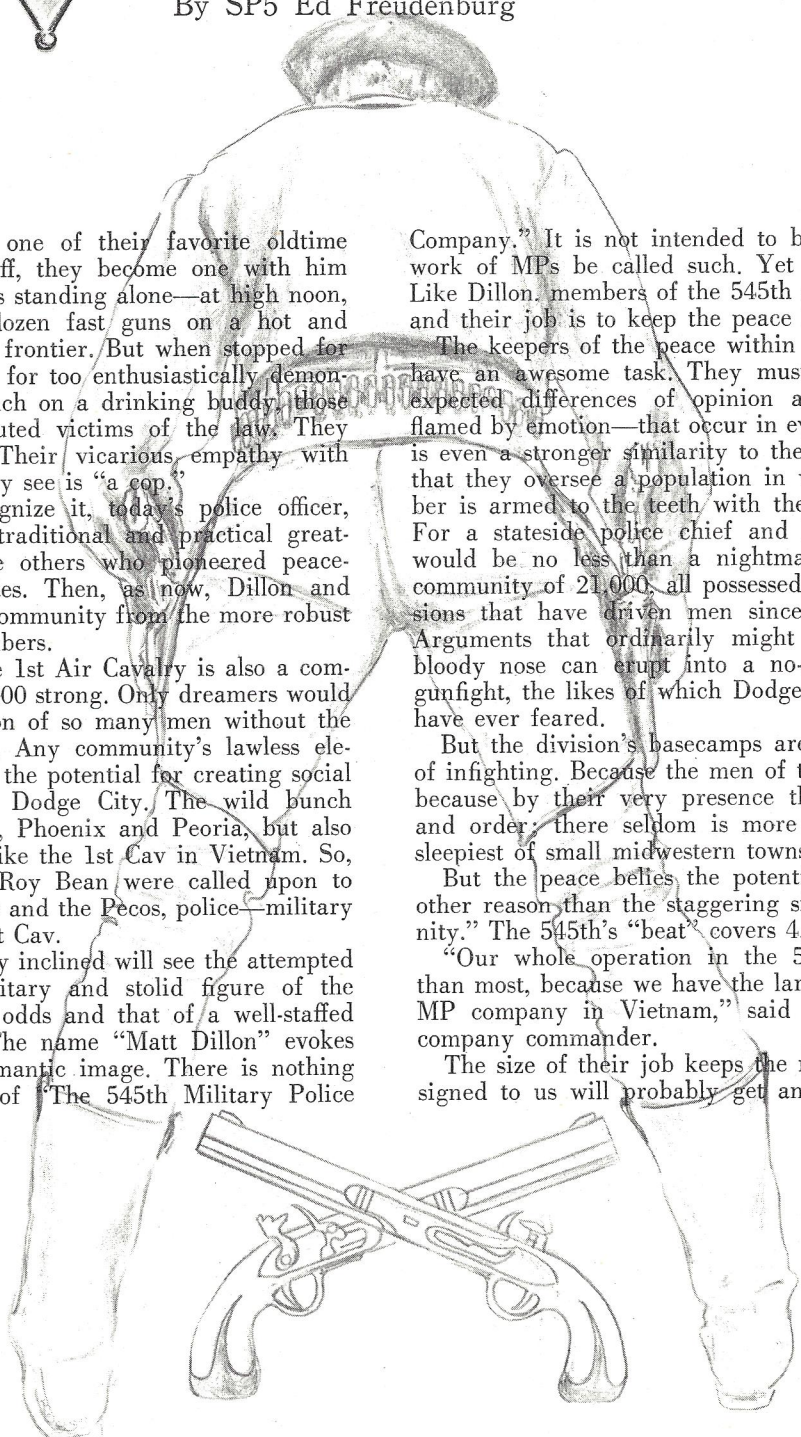 By SP5 Ed Freudenburg
one of their favorite oldtime
ff, they become one with him
s standing alone—at high noon,
dozen fast guns on a hot and
frontier. But when stopped for
for too enthusiastically demon-
ch on a drinking buddy, those
uted victims of the law. They
Their vicarious empathy with
y see is “a cop.”
gnize it, today’s police officer,
traditional and practical great-
e others who pioneered peace-
es. Then, as now, Dillon and
ommunity from the more robust
bers.
e 1st Air Cavalry is also a com-
00 strong. Only dreamers would
on of so many men without the
Any community’s lawless ele-
the potential for creating social
Dodge City. The wild bunch
, Phoenix and Peoria, but also
ike the 1st Cav in Vietnam. So,
Roy Bean were called upon to
and the Pecos, police—military
t Cav.
y inclined will see the attempted
itary and stolid figure of the
odds and that of a well-staffed
he name “Matt Dillon” evokes
mantic image. There is nothing
of “The 545th Military Police
Company.” It is not intended to b
work of MPs be called such. Yet
Like Dillon, members of the 545th
and their job is to keep the peace
The keepers of the peace within
have an awesome task. They mus
expected differences of opinion a
flamed by emotion—that occur in ev
is even a stronger similarity to the
that they oversee a population in
ber is armed to the teeth with the
For a stateside police chief and
would be no less than a nightma
community of 21,000, all possessed
sions that have driven men since
Arguments that ordinarily might
bloody nose can erupt into a no-
gunfight, the likes of which Dodge
have ever feared.
But the division’s basecamps are
of infighting. Because the men of t
because by their very presence th
and order; there seldom is more
sleepiest of small midwestern towns
But the peace belies the potenti
other reason than the staggering s
nity.” The 545th’s “beat” covers 4
“Our whole operation in the 5
than most, because we have the lar
MP company in Vietnam,” said
company commander.
The size of their job keeps the
signed to us will probably get an